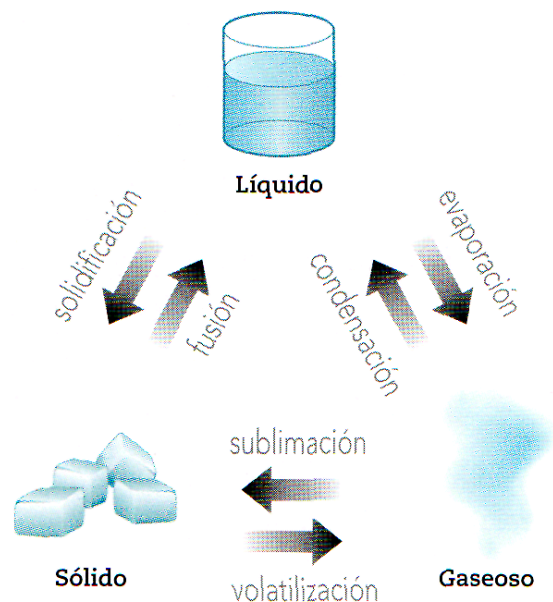 Líquido
solidificación
fusión
condensación
evaporación
sublimación
volatilización
Sólido
Gaseoso